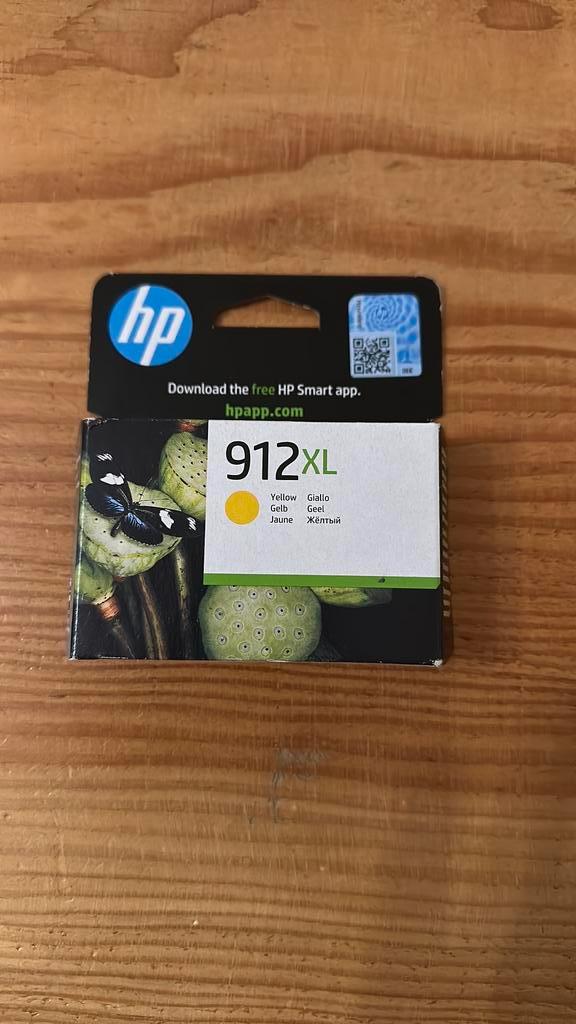 hp
Download the free HP Smart app.
hpapp.com
912XL
Yellow Giallo
Gelb Geel
Jaune Жёлтый